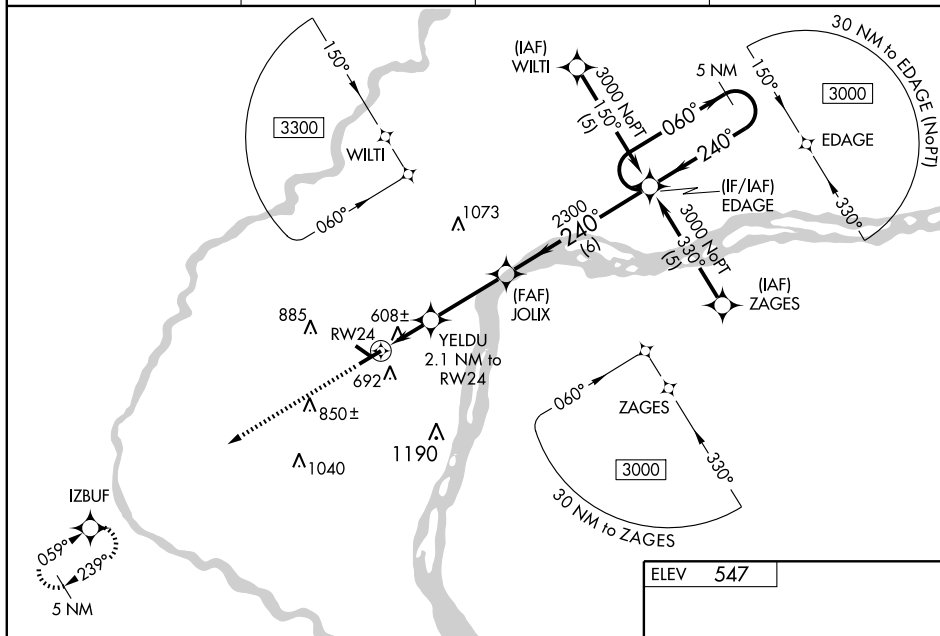 (IAF)
WILTI
30 NM to EDAGE (NoPT)
150°
3300
WILTI
060°
3000 NoPT
150°
(5)
5 NM
060°
240°
150°
3000
EDAGE
330°
(IF/IAF)
EDAGE
1073
2300
240°
(6)
3000 NoPT
330°
(5)
(IAF)
ZAGES
(FAF)
JOLIX
885
608±
RW24
YELDU
2.1 NM to
RW24
692
850±
1040
1190
060°
ZAGES
330°
3000
30 NM to ZAGES
IZBUF
059°
239°
5 NM
ELEV 547